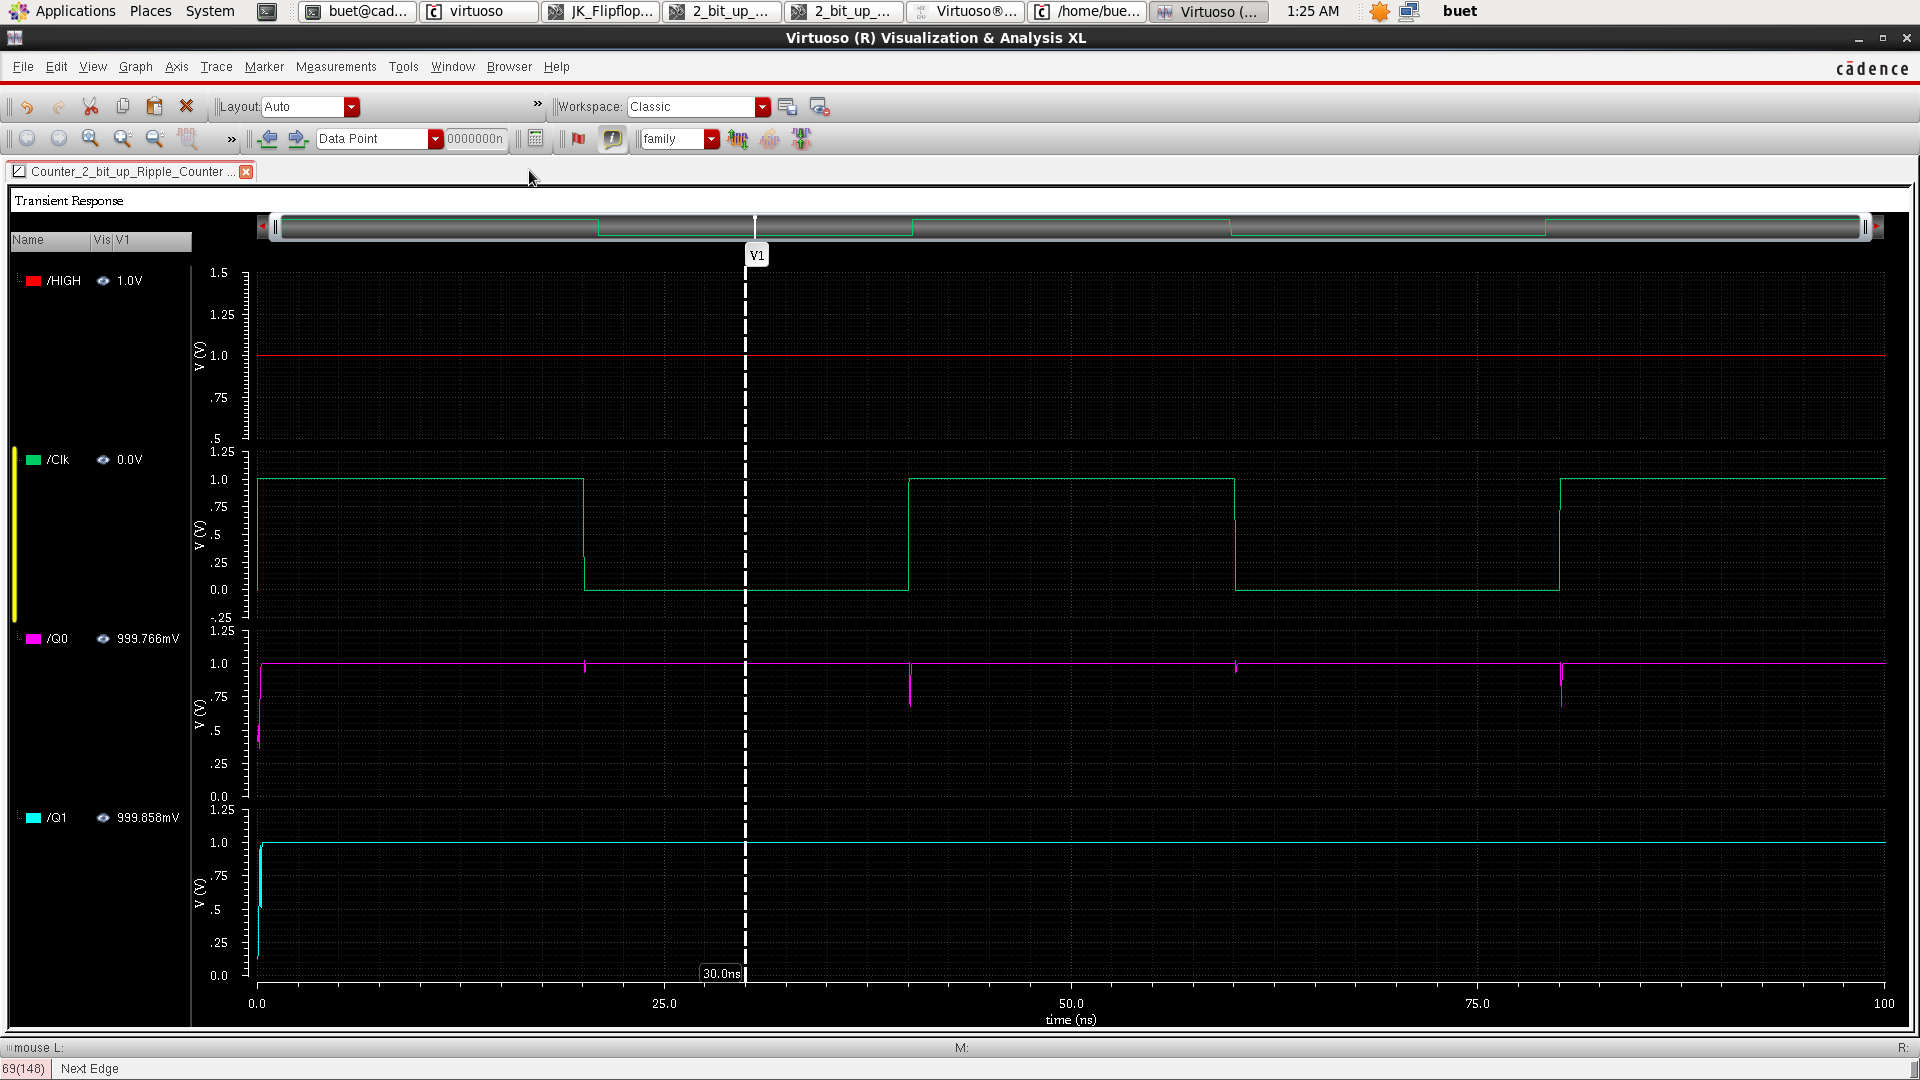 Applications Places System buet@cad... virtuoso JK_Flipflop... 2_bit_up_... 2_bit_up_... Virtuoso®... /home/bue... Virtuoso (... 1:25 AM buet
Virtuoso (R) Visualization & Analysis XL
File Edit View Graph Axis Trace Marker Measurements Tools Window Browser Help cādence
Layout: Auto » Workspace: Classic
» Data Point 0000000n family
Counter_2_bit_up_Ripple_Counter ...
Transient Response
Name Vis V1
V1
/HIGH 1.0V
1.5
1.25
1.0
.75
.5
V (V)
/Clk 0.0V
1.25
1.0
.75
.5
.25
0.0
-.25
V (V)
/Q0 999.766mV
1.25
1.0
.75
.5
.25
0.0
V (V)
/Q1 999.858mV
1.25
1.0
.75
.5
.25
0.0
V (V)
30.0ns
0.0 25.0 50.0 75.0 100
time (ns)
mouse L: M: R:
69(148) Next Edge